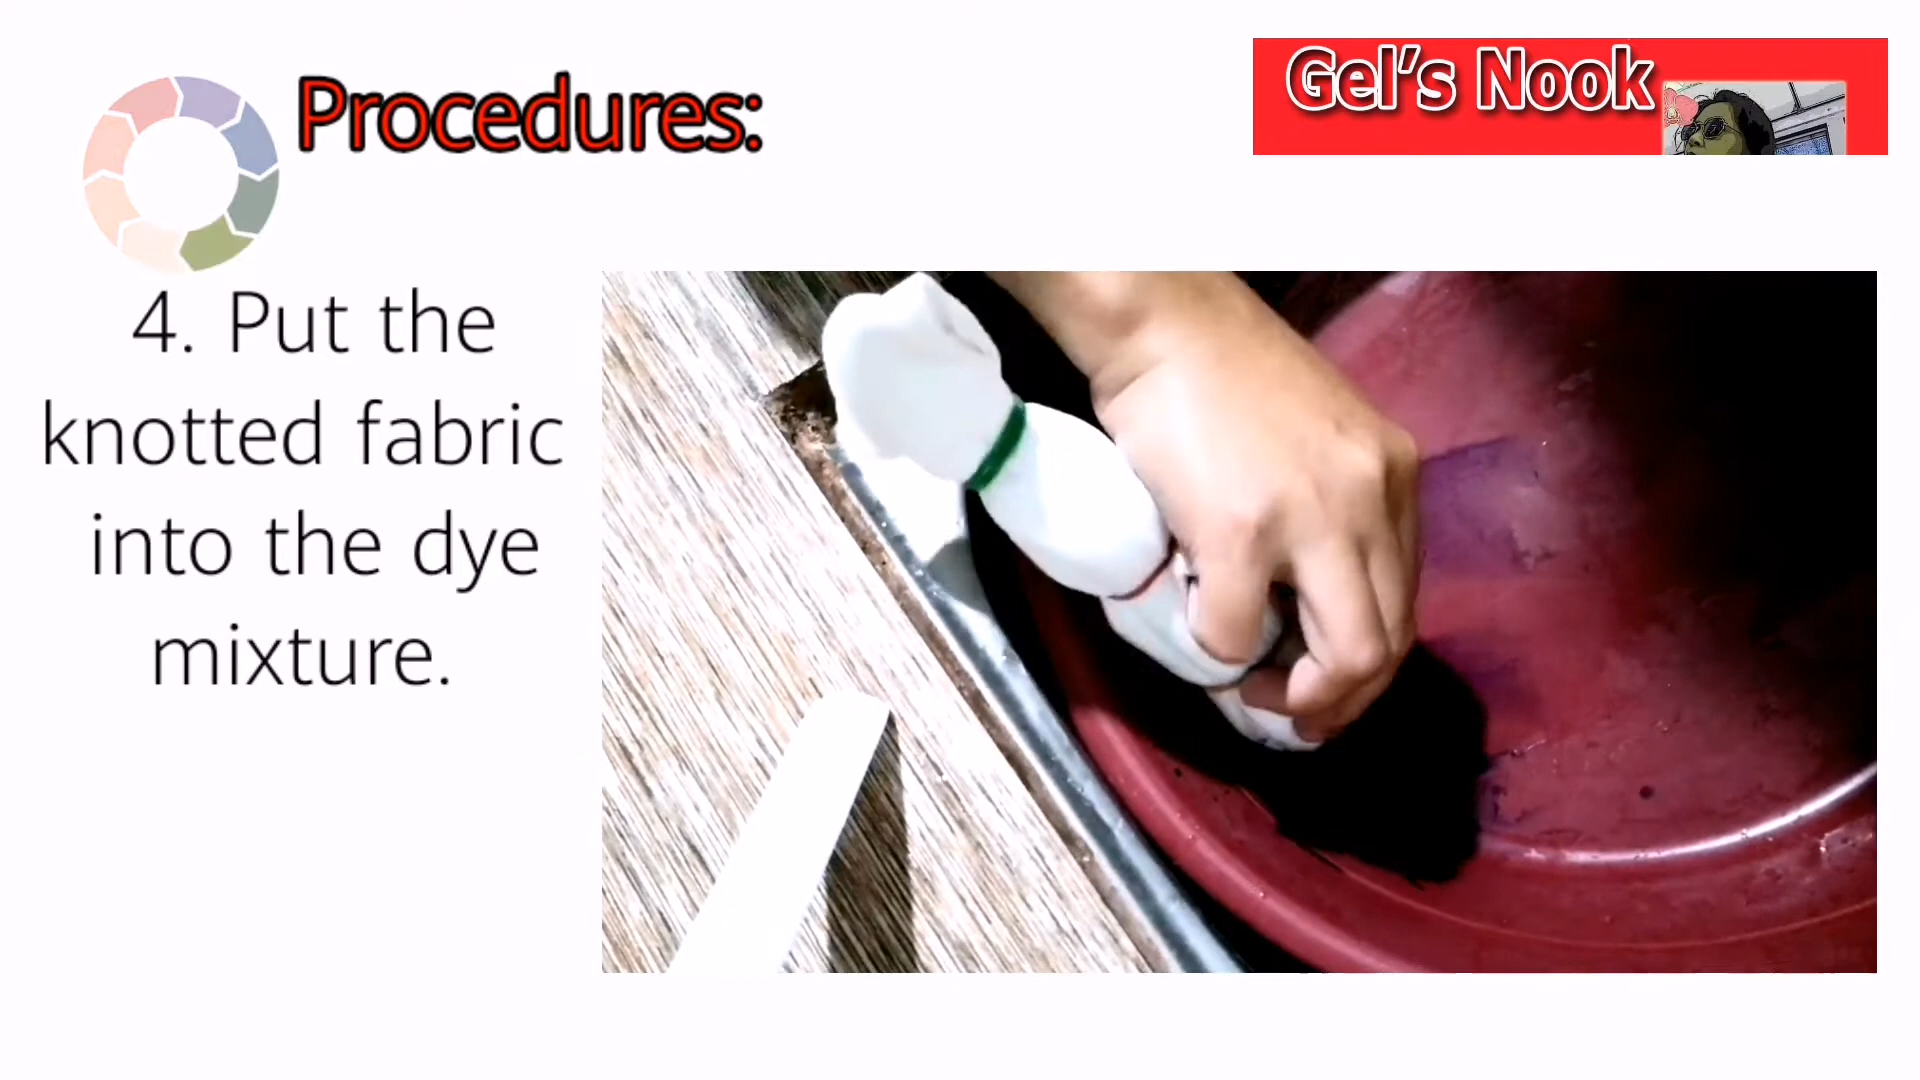 Gel's Nook
Procedures:
4. Put the
knotted fabric
into the dye
mixture.